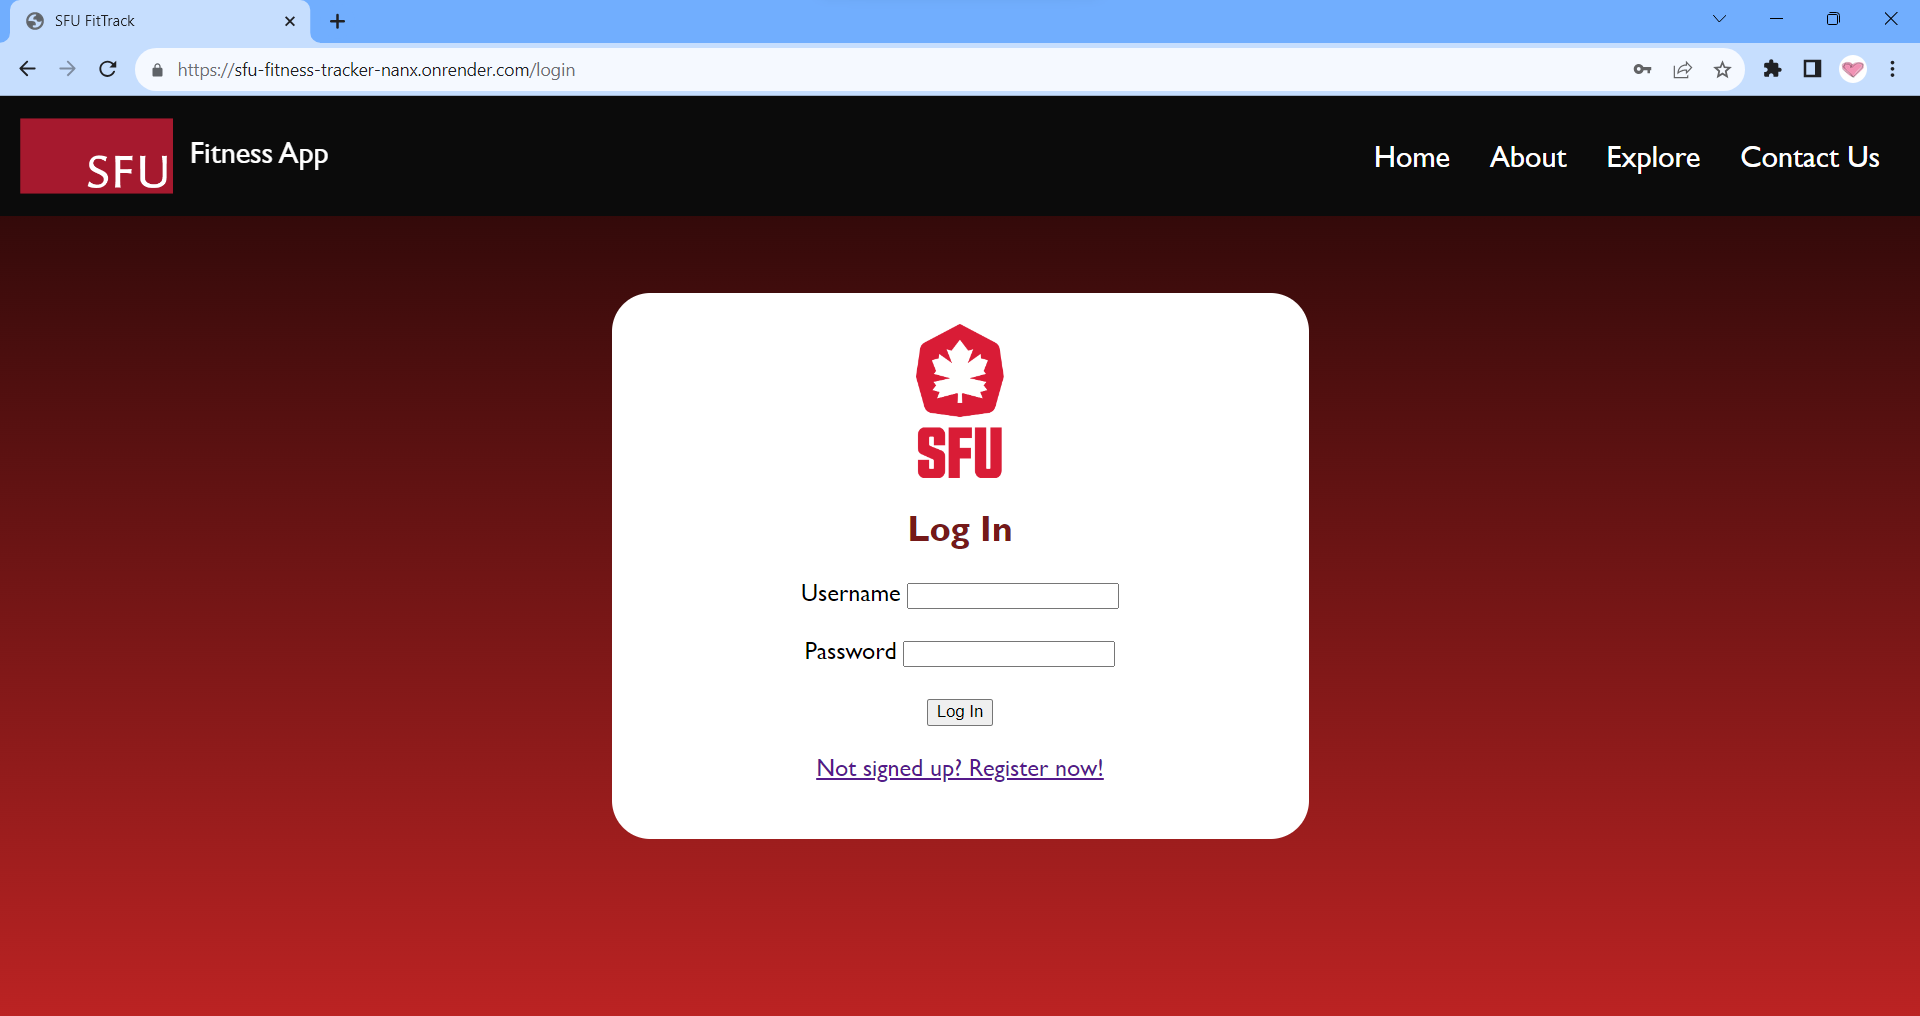 SFU FitTrack
https://sfu-fitness-tracker-nanx.onrender.com/login
SFU
Fitness App
Home About Explore Contact Us
SFU
Log In
Username
Password
Log In
Not signed up? Register now!